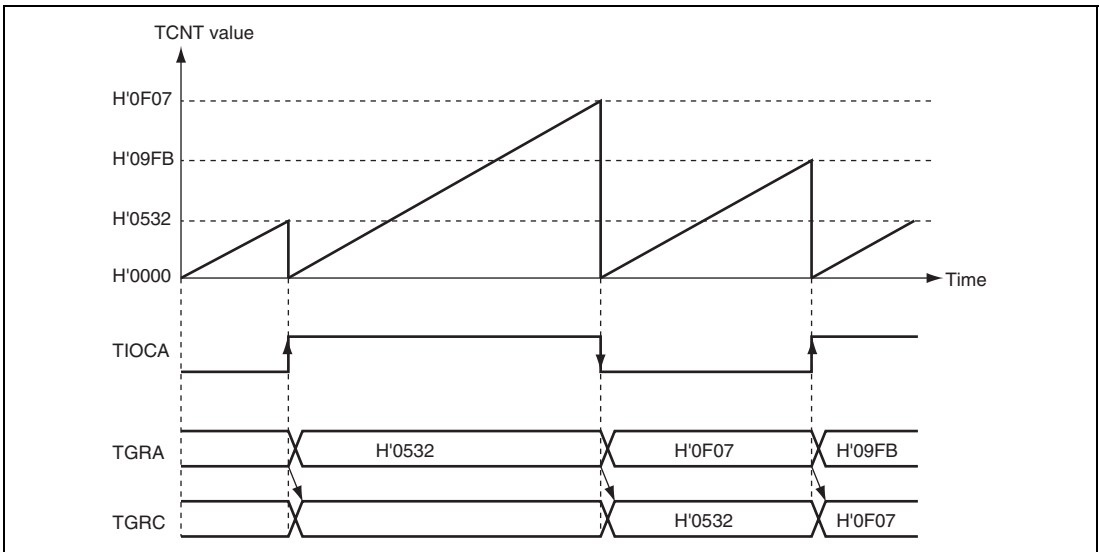 TCNT value
H'0F07
H'09FB
H'0532
H'0000
Time
TIOCA
TGRA
H'0532
H'0F07
H'09FB
TGRC
H'0532
H'0F07